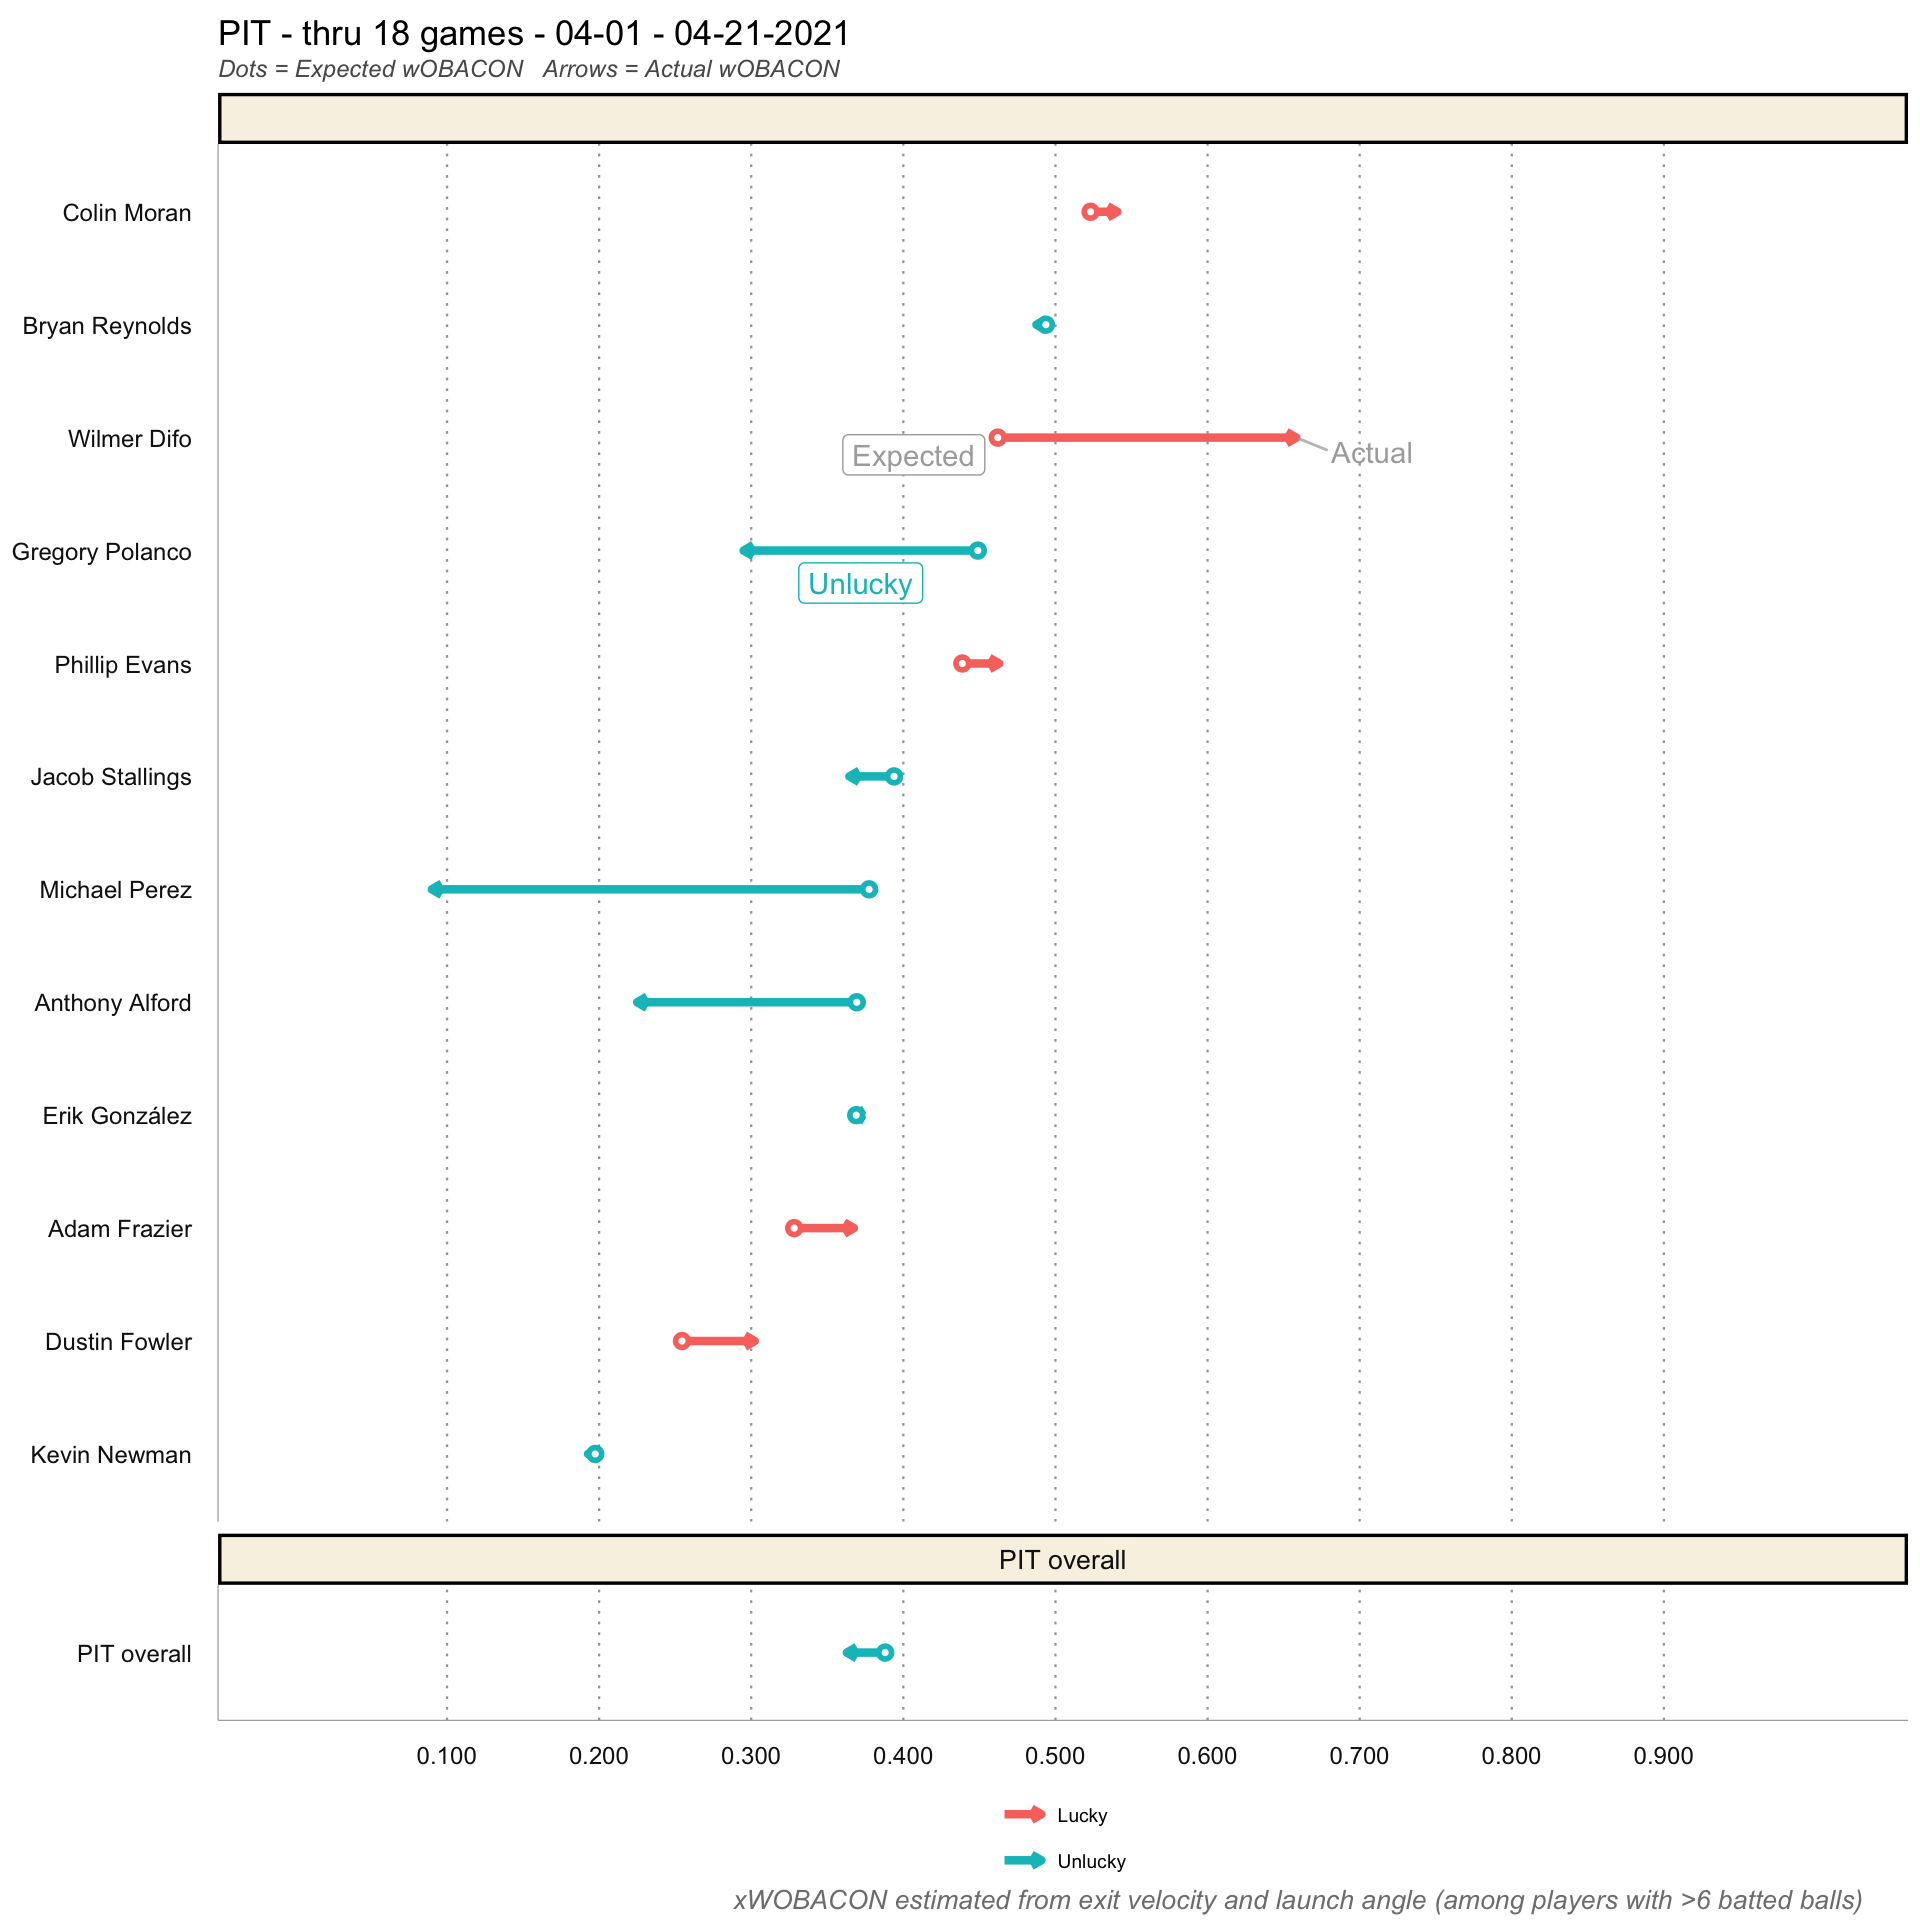 PIT - thru 18 games - 04-01 - 04-21-2021
Dots = Expected wOBACON   Arrows = Actual wOBACON
Colin Moran
Bryan Reynolds
Wilmer Difo
Expected
Actual
Gregory Polanco
Unlucky
Phillip Evans
Jacob Stallings
Michael Perez
Anthony Alford
Erik González
Adam Frazier
Dustin Fowler
Kevin Newman
PIT overall
PIT overall
0.100 0.200 0.300 0.400 0.500 0.600 0.700 0.800 0.900
Lucky
Unlucky
xWOBACON estimated from exit velocity and launch angle (among players with >6 batted balls)